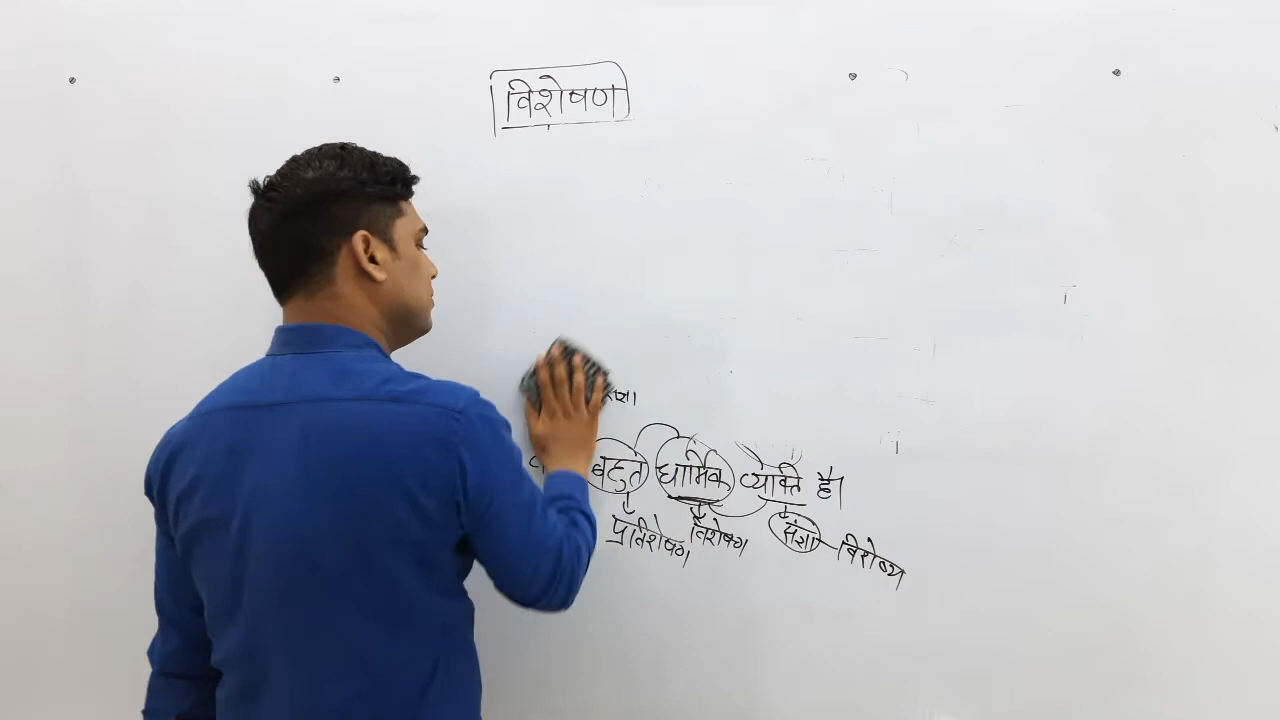 विशेषण
बहुत धार्मिक व्यक्ति है।
प्रविशेषण विशेषण संज्ञा विशेष्य